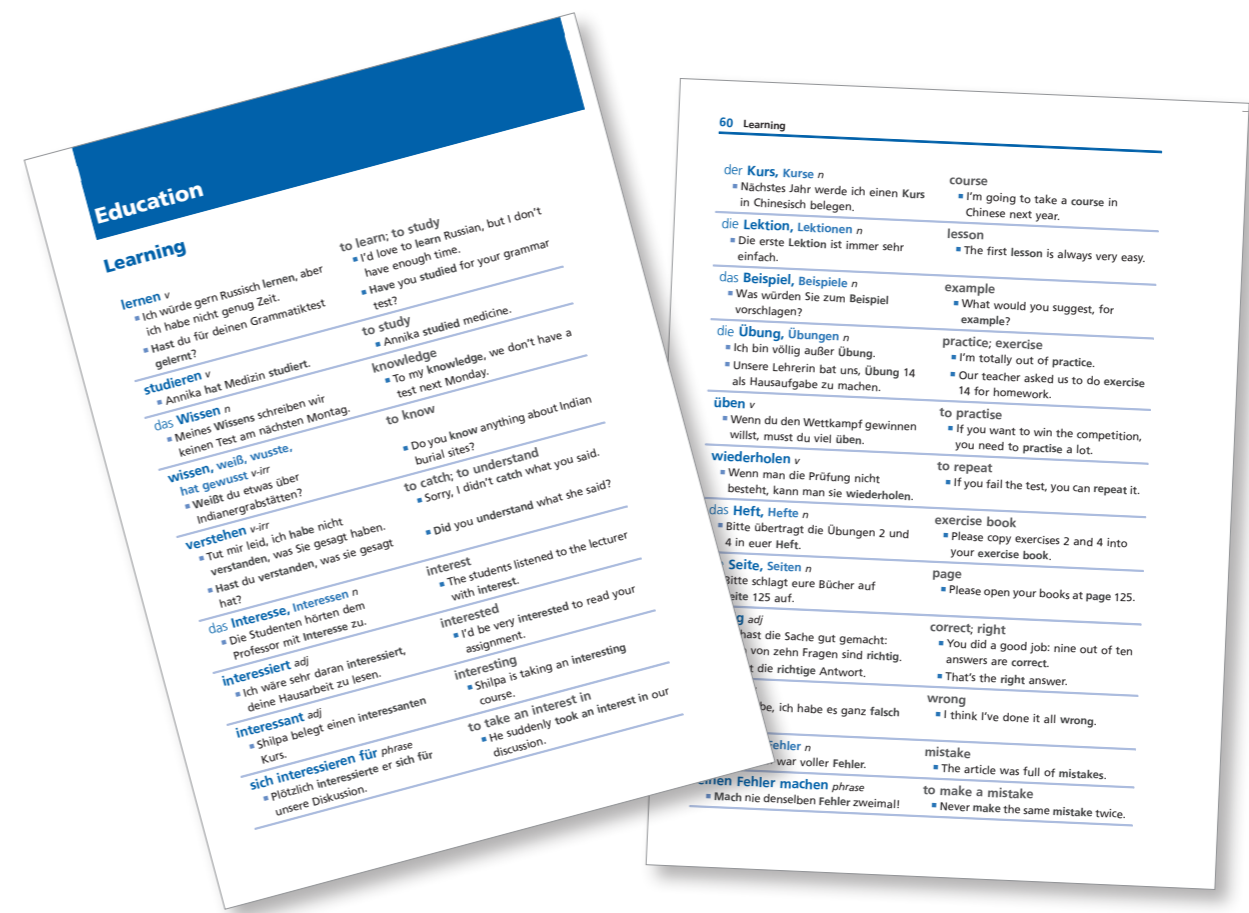 Education
Learning
lernen v
▪ Ich würde gern Russisch lernen, aber
ich habe nicht genug Zeit.
▪ Hast du für deinen Grammatiktest
gelernt?
to learn; to study
▪ I'd love to learn Russian, but I don't
have enough time.
▪ Have you studied for your grammar
test?
studieren v
▪ Annika hat Medizin studiert.
to study
▪ Annika studied medicine.
das Wissen n
▪ Meines Wissens schreiben wir
keinen Test am nächsten Montag.
knowledge
▪ To my knowledge, we don't have a
test next Monday.
wissen, weiß, wusste,
hat gewusst v-irr
▪ Weißt du etwas über
Indianergrabstätten?
to know
▪ Do you know anything about Indian
burial sites?
verstehen v-irr
▪ Tut mir leid, ich habe nicht
verstanden, was Sie gesagt haben.
▪ Hast du verstanden, was sie gesagt
hat?
to catch; to understand
▪ Sorry, I didn't catch what you said.
▪ Did you understand what she said?
das Interesse, Interessen n
▪ Die Studenten hörten dem
Professor mit Interesse zu.
interest
▪ The students listened to the lecturer
with interest.
interessiert adj
▪ Ich wäre sehr daran interessiert,
deine Hausarbeit zu lesen.
interested
▪ I'd be very interested to read your
assignment.
interessant adj
▪ Shilpa belegt einen interessanten
Kurs.
interesting
▪ Shilpa is taking an interesting
course.
sich interessieren für phrase
▪ Plötzlich interessierte er sich für
unsere Diskussion.
to take an interest in
▪ He suddenly took an interest in our
discussion.
60 Learning
der Kurs, Kurse n
▪ Nächstes Jahr werde ich einen Kurs
in Chinesisch belegen.
course
▪ I'm going to take a course in
Chinese next year.
die Lektion, Lektionen n
▪ Die erste Lektion ist immer sehr
einfach.
lesson
▪ The first lesson is always very easy.
das Beispiel, Beispiele n
▪ Was würden Sie zum Beispiel
vorschlagen?
example
▪ What would you suggest, for
example?
die Übung, Übungen n
▪ Ich bin völlig außer Übung.
▪ Unsere Lehrerin bat uns, Übung 14
als Hausaufgabe zu machen.
practice; exercise
▪ I'm totally out of practice.
▪ Our teacher asked us to do exercise
14 for homework.
üben v
▪ Wenn du den Wettkampf gewinnen
willst, musst du viel üben.
to practise
▪ If you want to win the competition,
you need to practise a lot.
wiederholen v
▪ Wenn man die Prüfung nicht
besteht, kann man sie wiederholen.
to repeat
▪ If you fail the test, you can repeat it.
das Heft, Hefte n
▪ Bitte übertragt die Übungen 2 und
4 in euer Heft.
exercise book
▪ Please copy exercises 2 and 4 into
your exercise book.
Seite, Seiten n
Bitte schlagt eure Bücher auf
125 auf.
page
▪ Please open your books at page 125.
adj
hast die Sache gut gemacht:
von zehn Fragen sind richtig.
die richtige Antwort.
correct; right
▪ You did a good job: nine out of ten
answers are correct.
▪ That's the right answer.
ich habe es ganz falsch
wrong
▪ I think I've done it all wrong.
Fehler n
war voller Fehler.
mistake
▪ The article was full of mistakes.
einen Fehler machen phrase
▪ Mach nie denselben Fehler zweimal!
to make a mistake
▪ Never make the same mistake twice.